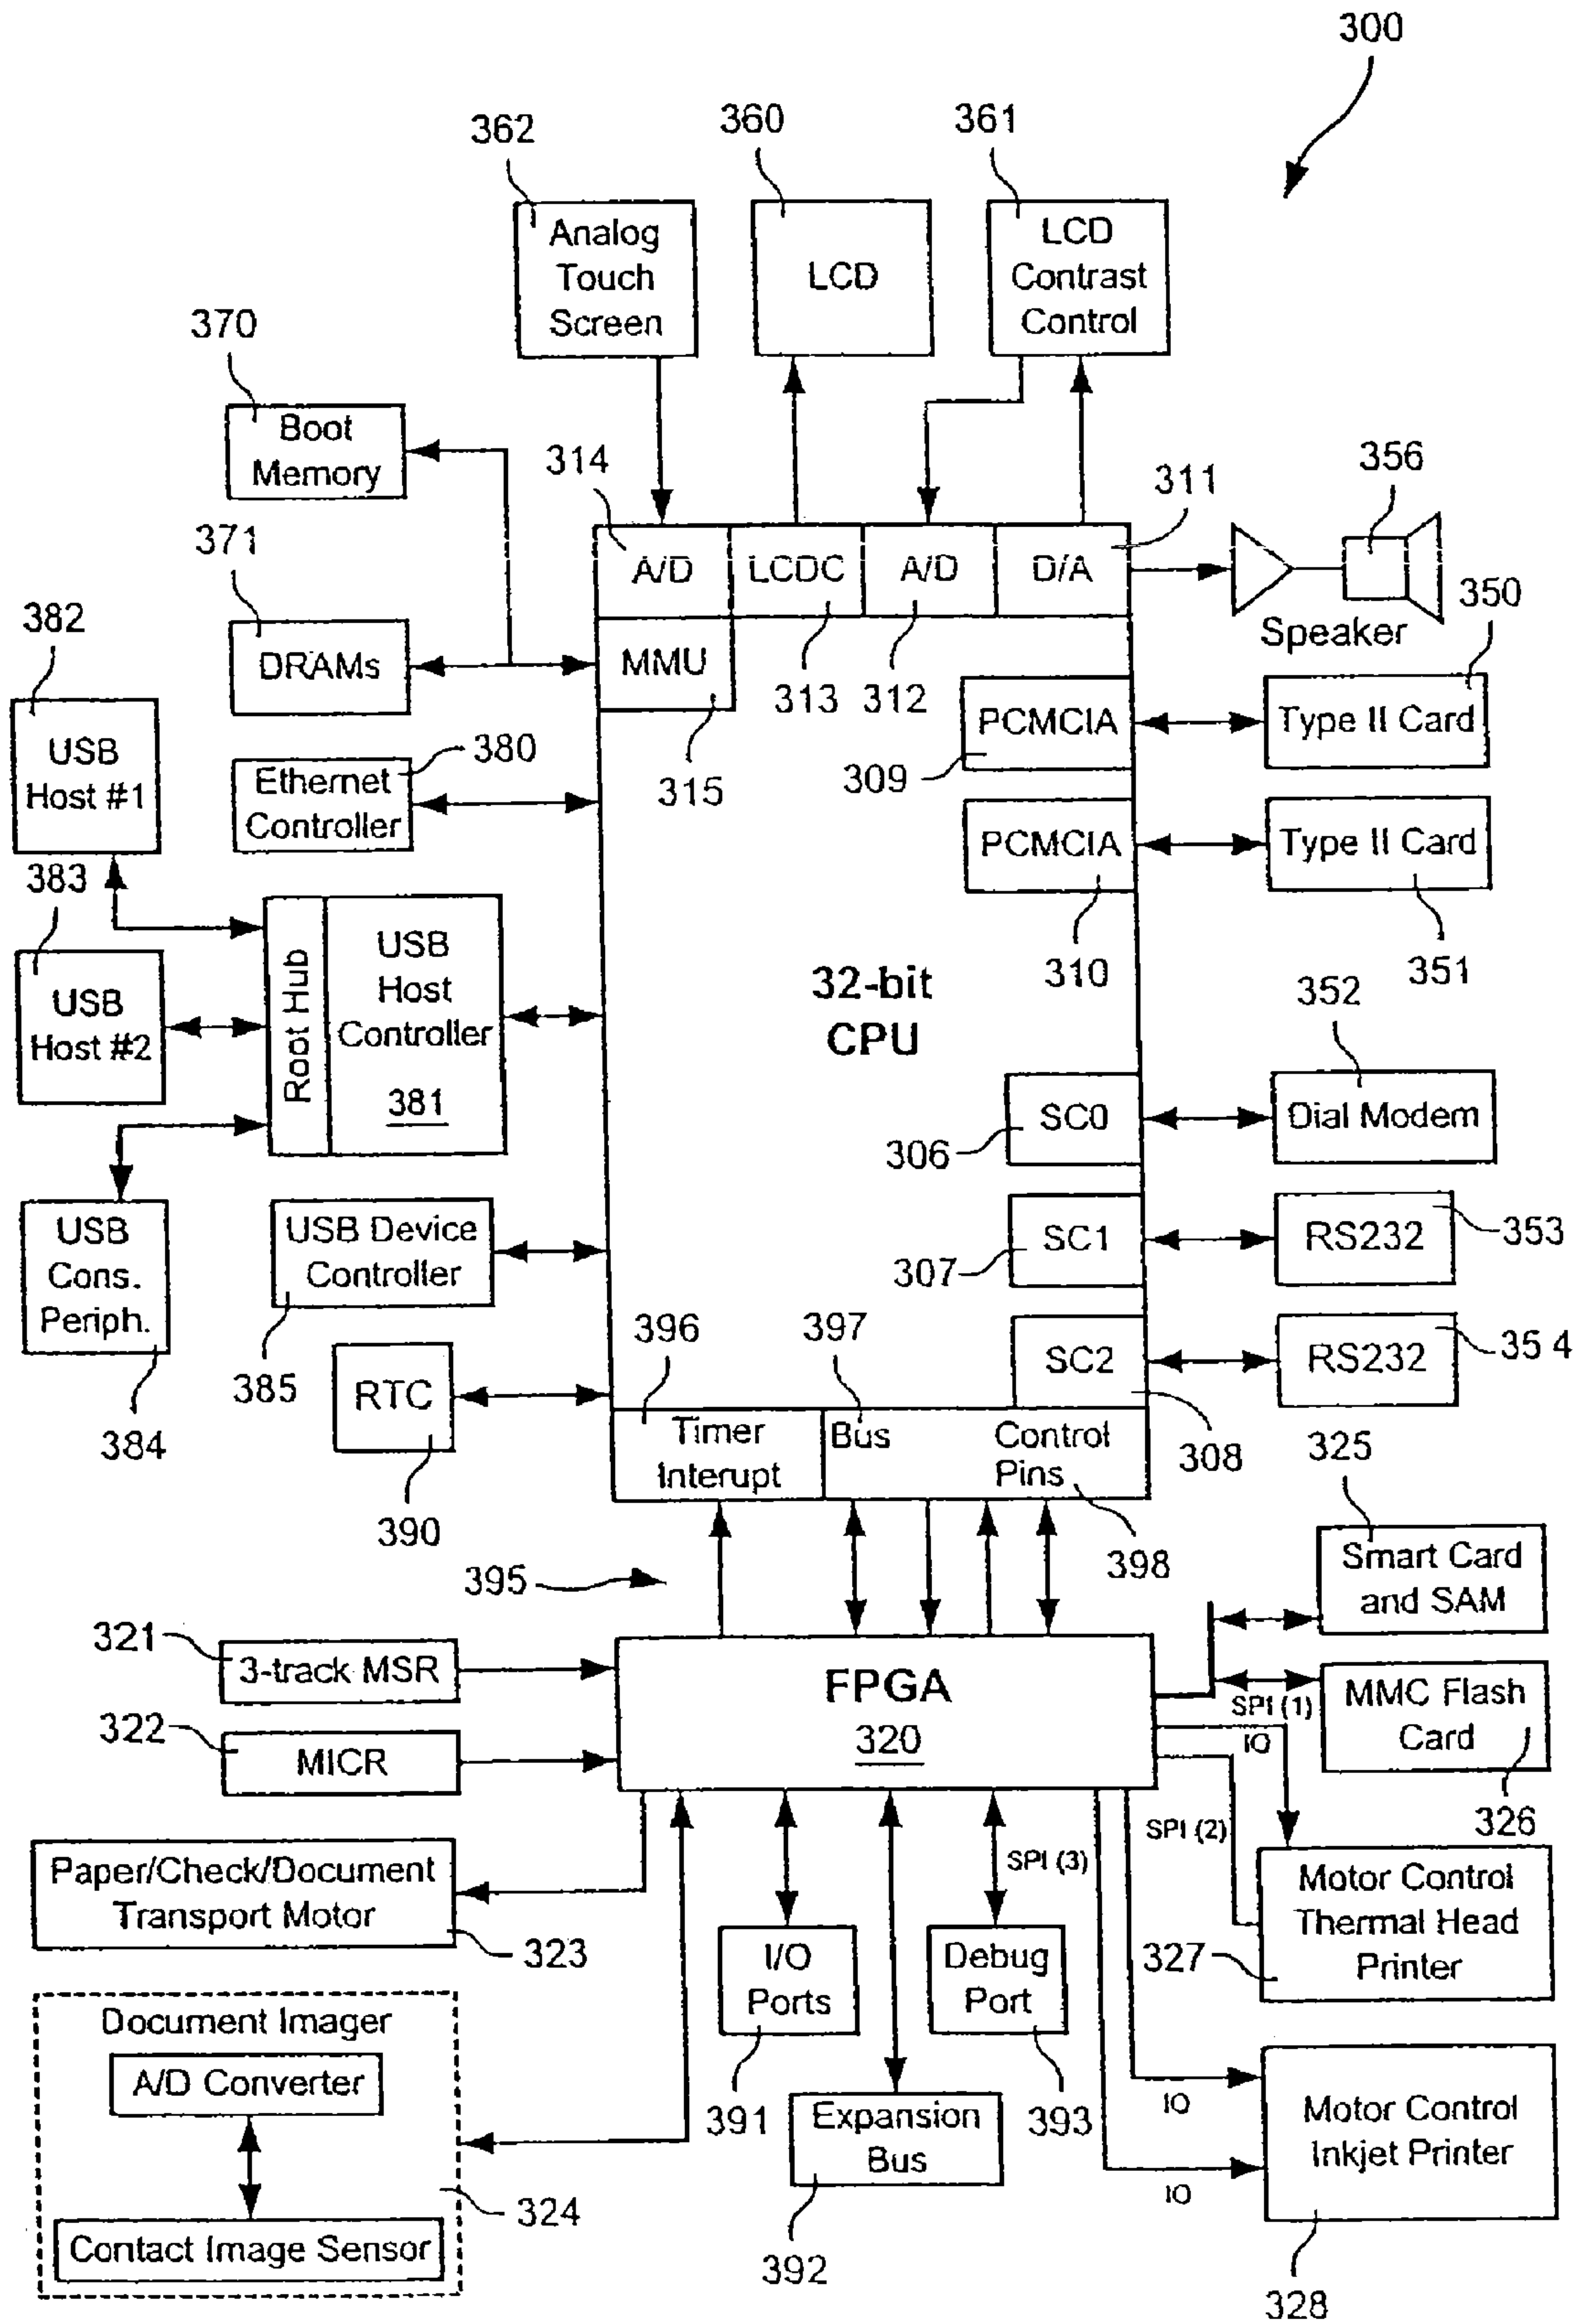 300
362
360
361
Analog
Touch
Screen
LCD
LCD
Contrast
Control
370
Boot
Memory
314
311
356
371
A/D
LCDC
A/D
D/A
350
382
DRAMs
MMU
Speaker
313
312
PCMCIA
Type II Card
USB
Host #1
380
Ethernet
Controller
315
309
383
PCMCIA
Type II Card
310
351
USB
Host #2
Root Hub
USB
Host
Controller
381
32-bit
CPU
352
SC0
Dial Modem
306
USB
Cons.
Periph.
USB Device
Controller
SC1
RS232
353
307
384
385
396
397
SC2
RS232
35 4
RTC
390
Timer
Interupt
Bus
Control
Pins
308
325
395
398
Smart Card
and SAM
321
3-track MSR
FPGA
320
322
MICR
SPI (1)
IO
MMC Flash
Card
326
SPI (2)
Paper/Check/Document
Transport Motor
323
SPI (3)
Motor Control
Thermal Head
Printer
327
I/O
Ports
Debug
Port
391
393
Document Imager
A/D Converter
324
Contact Image Sensor
Expansion
Bus
392
IO
IO
Motor Control
Inkjet Printer
328